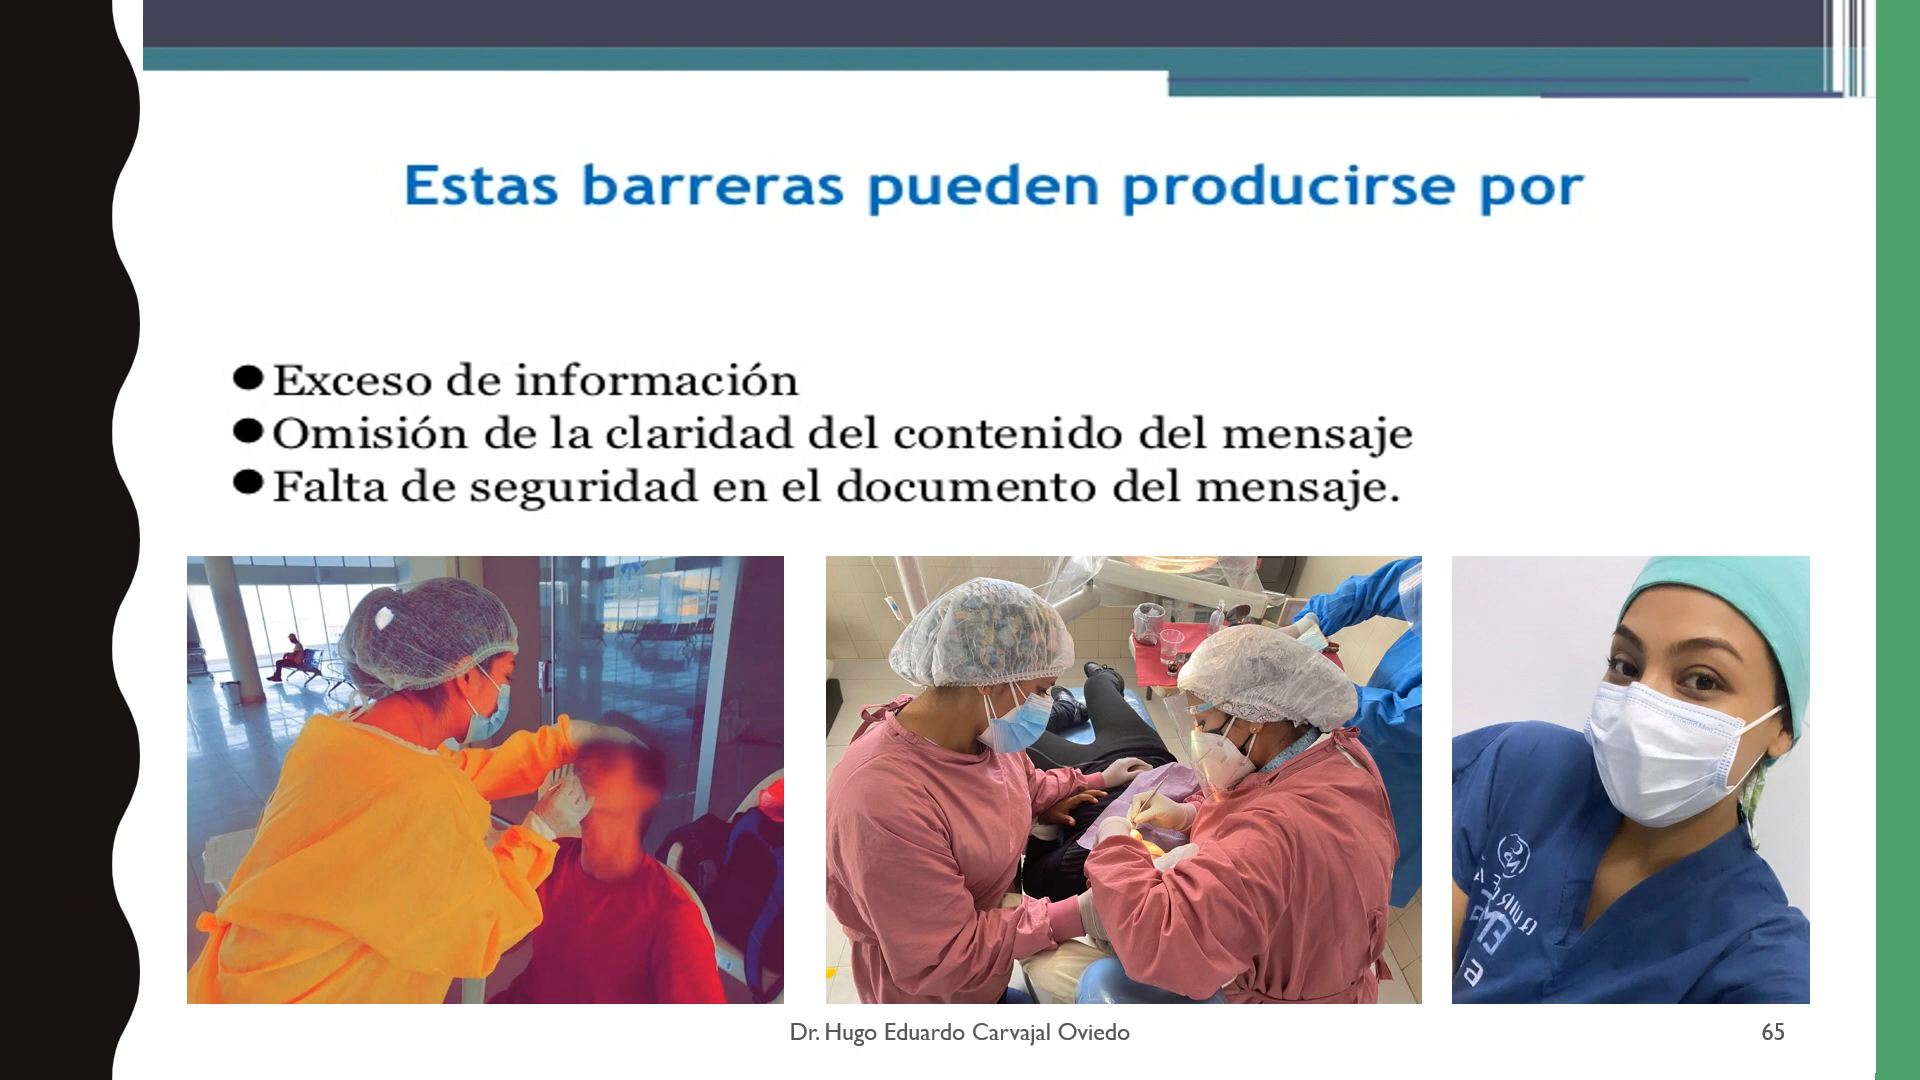 Estas barreras pueden producirse por
● Exceso de información
● Omisión de la claridad del contenido del mensaje
● Falta de seguridad en el documento del mensaje.
Dr. Hugo Eduardo Carvajal Oviedo
65